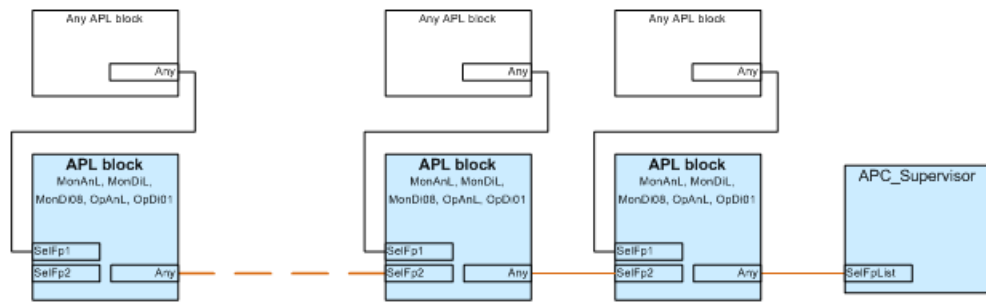 Any APL block
Any
Any APL block
Any
Any APL block
Any
APL block
MonAnL, MonDiL,
MonDi08, OpAnL, OpDi01
SelFp1
SelFp2
Any
APL block
MonAnL, MonDiL,
MonDi08, OpAnL, OpDi01
SelFp1
SelFp2
Any
APL block
MonAnL, MonDiL,
MonDi08, OpAnL, OpDi01
SelFp1
SelFp2
Any
APC_Supervisor
SelFpList